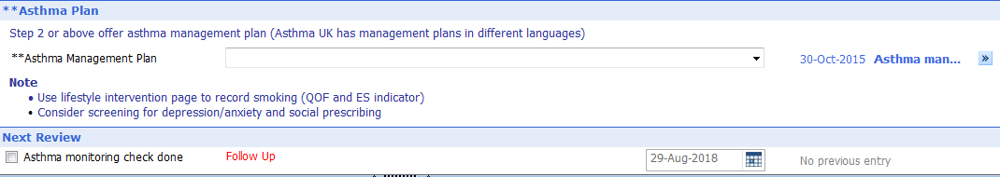 **Asthma Plan
Step 2 or above offer asthma management plan (Asthma UK has management plans in different languages)
**Asthma Management Plan 30-Oct-2015 Asthma man... »
Note
• Use lifestyle intervention page to record smoking (QOF and ES indicator)
• Consider screening for depression/anxiety and social prescribing
Next Review
Asthma monitoring check done Follow Up 29-Aug-2018 No previous entry